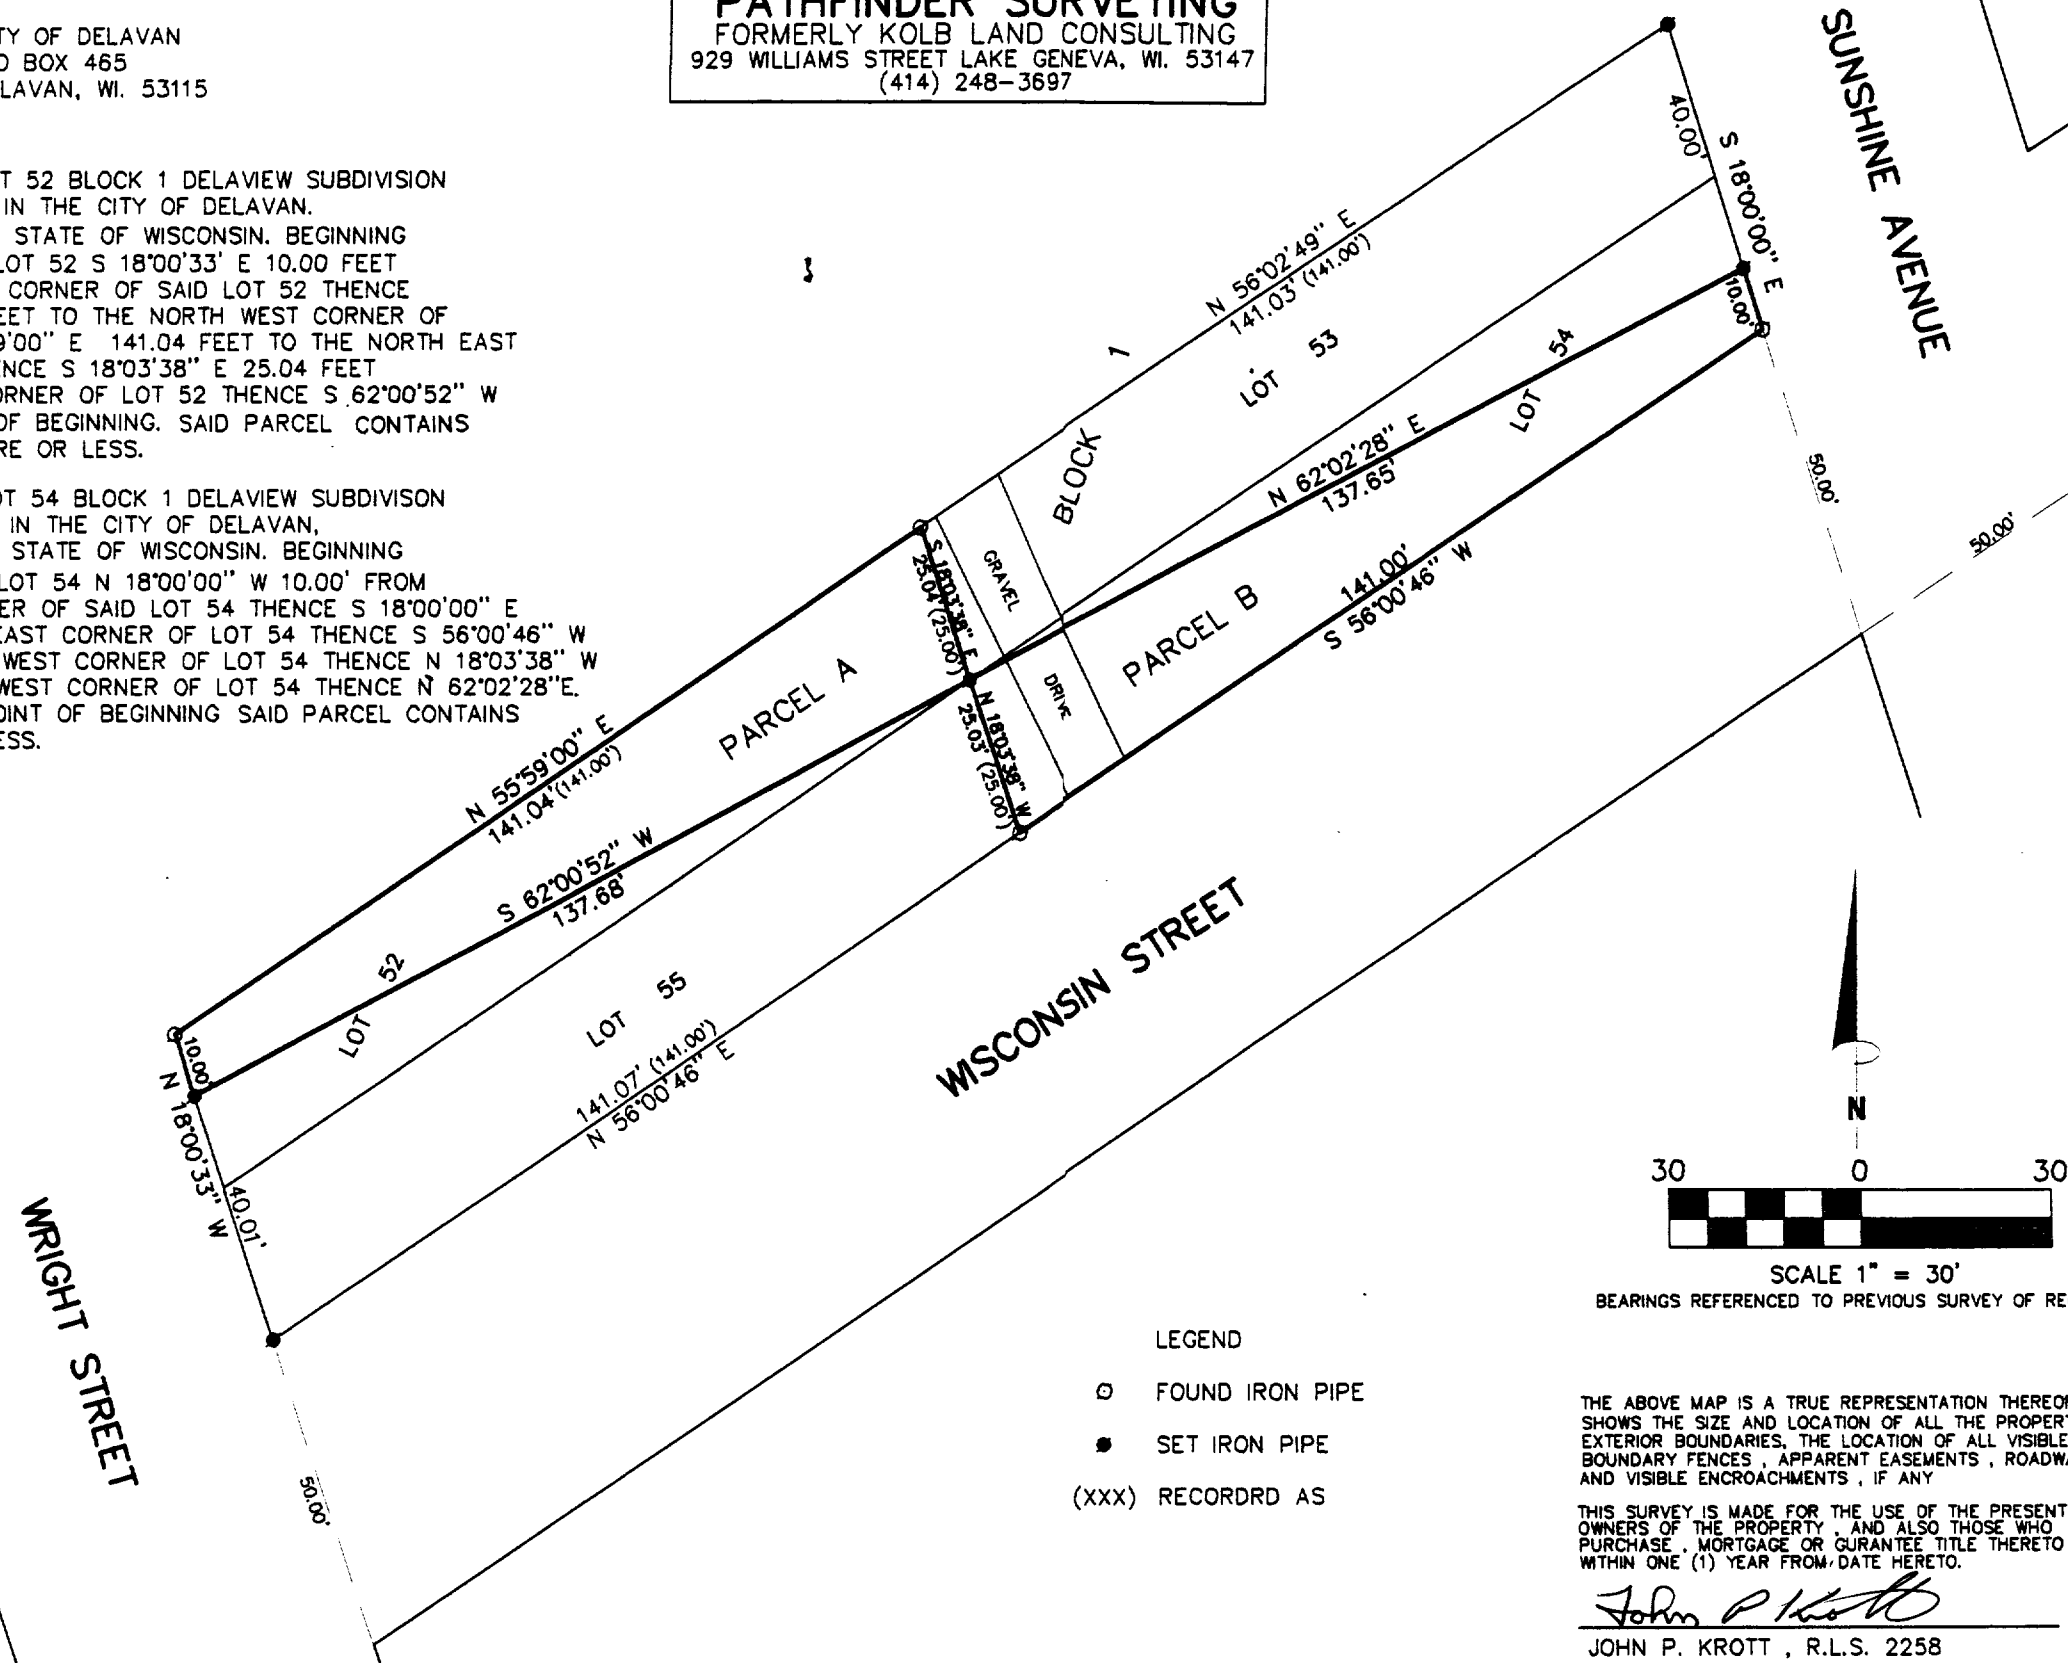 TY OF DELAVAN
O BOX 465
LAVAN, WI. 53115
PATHFINDER SURVEYING
FORMERLY KOLB LAND CONSULTING
929 WILLIAMS STREET LAKE GENEVA, WI. 53147
(414) 248-3697
T 52 BLOCK 1 DELAVIEW SUBDIVISION
IN THE CITY OF DELAVAN.
STATE OF WISCONSIN. BEGINNING
LOT 52 S 18°00'33' E 10.00 FEET
CORNER OF SAID LOT 52 THENCE
EET TO THE NORTH WEST CORNER OF
9'00" E 141.04 FEET TO THE NORTH EAST
ENCE S 18°03'38" E 25.04 FEET
ORNER OF LOT 52 THENCE S 62°00'52" W
OF BEGINNING. SAID PARCEL CONTAINS
RE OR LESS.
OT 54 BLOCK 1 DELAVIEW SUBDIVISON
IN THE CITY OF DELAVAN,
STATE OF WISCONSIN. BEGINNING
LOT 54 N 18°00'00" W 10.00' FROM
ER OF SAID LOT 54 THENCE S 18°00'00" E
EAST CORNER OF LOT 54 THENCE S 56°00'46" W
WEST CORNER OF LOT 54 THENCE N 18°03'38" W
WEST CORNER OF LOT 54 THENCE N 62°02'28"E.
OINT OF BEGINNING SAID PARCEL CONTAINS
ESS.
SUNSHINE AVENUE
40.00'
S 18°00'00" E
10.00'
50.00'
50.00'
N 56°02'49" E
141.03' (141.00')
LOT 53
BLOCK 1
LOT 54
N 62°02'28" E
137.65'
141.00'
S 56°00'46" W
PARCEL B
GRAVEL
DRIVE
S 18°03'38" E
25.04' (25.00')
N 18°03'38" W
25.03' (25.00')
PARCEL A
N 55°59'00" E
141.04' (141.00')
S 62°00'52" W
137.68'
LOT 52
LOT 55
141.07' (141.00')
N 56°00'46" E
10.00'
N 18°00'33" W
40.01'
50.00'
WISCONSIN STREET
WRIGHT STREET
N
30 0 30
SCALE 1" = 30'
BEARINGS REFERENCED TO PREVIOUS SURVEY OF RE
LEGEND
FOUND IRON PIPE
SET IRON PIPE
(XXX) RECORDRD AS
THE ABOVE MAP IS A TRUE REPRESENTATION THEREOF
SHOWS THE SIZE AND LOCATION OF ALL THE PROPERT
EXTERIOR BOUNDARIES, THE LOCATION OF ALL VISIBLE
BOUNDARY FENCES , APPARENT EASEMENTS , ROADWA
AND VISIBLE ENCROACHMENTS , IF ANY
THIS SURVEY IS MADE FOR THE USE OF THE PRESENT
OWNERS OF THE PROPERTY , AND ALSO THOSE WHO
PURCHASE , MORTGAGE OR GURANTEE TITLE THERETO
WITHIN ONE (1) YEAR FROM DATE HERETO.
John P Krott
JOHN P. KROTT , R.L.S. 2258